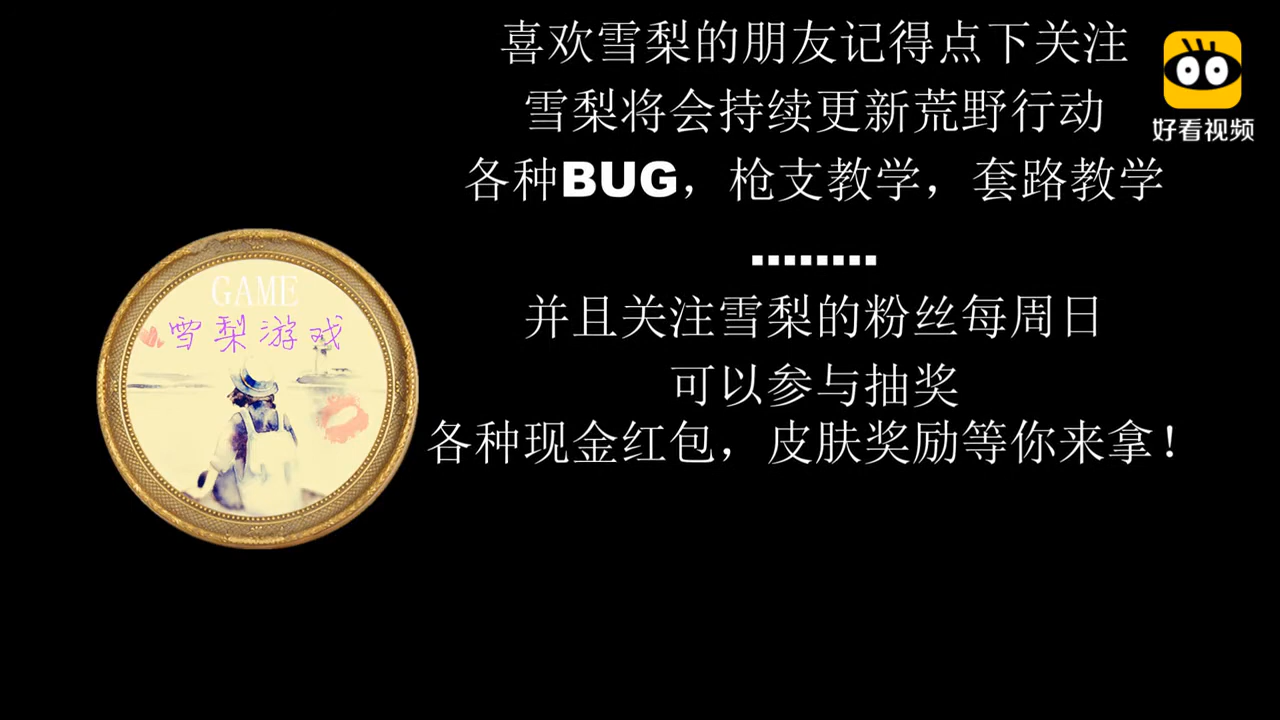 喜欢雪梨的朋友记得点下关注
雪梨将会持续更新荒野行动
各种BUG，枪支教学，套路教学
........
并且关注雪梨的粉丝每周日
可以参与抽奖
各种现金红包，皮肤奖励等你来拿！
好看视频
GAME
雪梨游戏